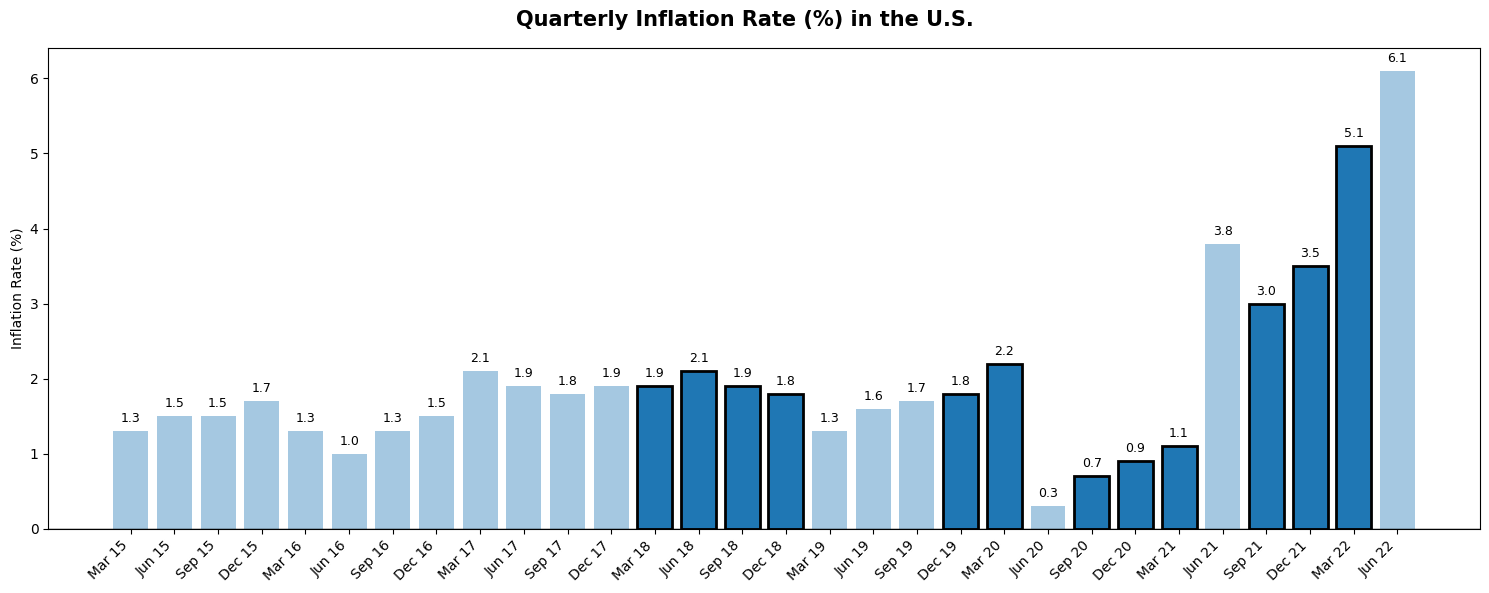 Quarterly Inflation Rate (%) in the U.S.
Inflation Rate (%)
6
5
4
3
2
1
0
1.3
1.5
1.5
1.7
1.3
1.0
1.3
1.5
2.1
1.9
1.8
1.9
1.9
2.1
1.9
1.8
1.3
1.6
1.7
1.8
2.2
0.3
0.7
0.9
1.1
3.8
3.0
3.5
5.1
6.1
Mar 15
Jun 15
Sep 15
Dec 15
Mar 16
Jun 16
Sep 16
Dec 16
Mar 17
Jun 17
Sep 17
Dec 17
Mar 18
Jun 18
Sep 18
Dec 18
Mar 19
Jun 19
Sep 19
Dec 19
Mar 20
Jun 20
Sep 20
Dec 20
Mar 21
Jun 21
Sep 21
Dec 21
Mar 22
Jun 22